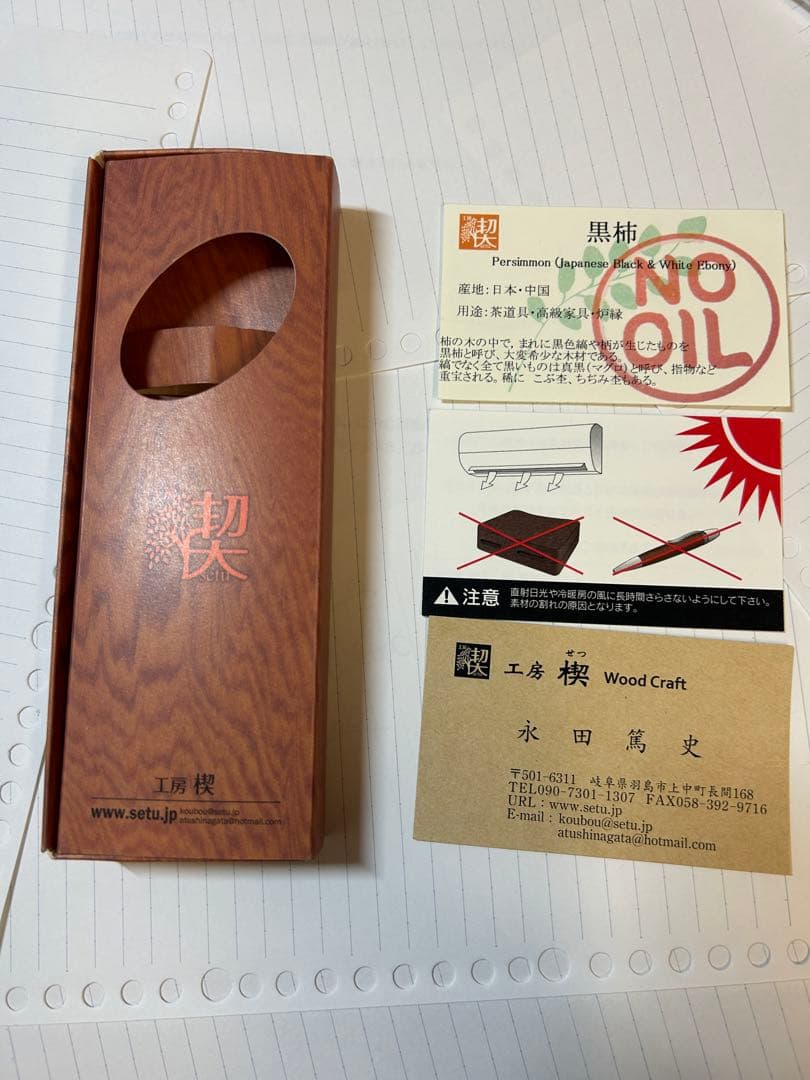 楔
setu
工房 楔
www.setu.jp koubou@setu.jp
atushinagata@hotmail.com
工房
楔
黒柿
Persimmon (Japanese Black & White Ebony)
産地:日本・中国
用途:茶道具・高級家具・炉縁
柿の木の中で、まれに黒色縞や柄が生じたものを
黒柿と呼び、大変希少な木材である。
縞でなく全て黒いものは真黒(マグロ)と呼び、指物など
重宝される。稀に こぶ杢、ちぢみ杢もある。
NO
OIL
注意
直射日光や冷暖房の風に長時間さらさないようにして下さい。
素材の割れの原因となります。
楔
せつ
工房 楔 Wood Craft
永田篤史
〒501-6311 岐阜県羽島市上中町長間168
TEL090-7301-1307 FAX058-392-9716
URL：www.setu.jp
E-mail：koubou@setu.jp
atushinagata@hotmail.com